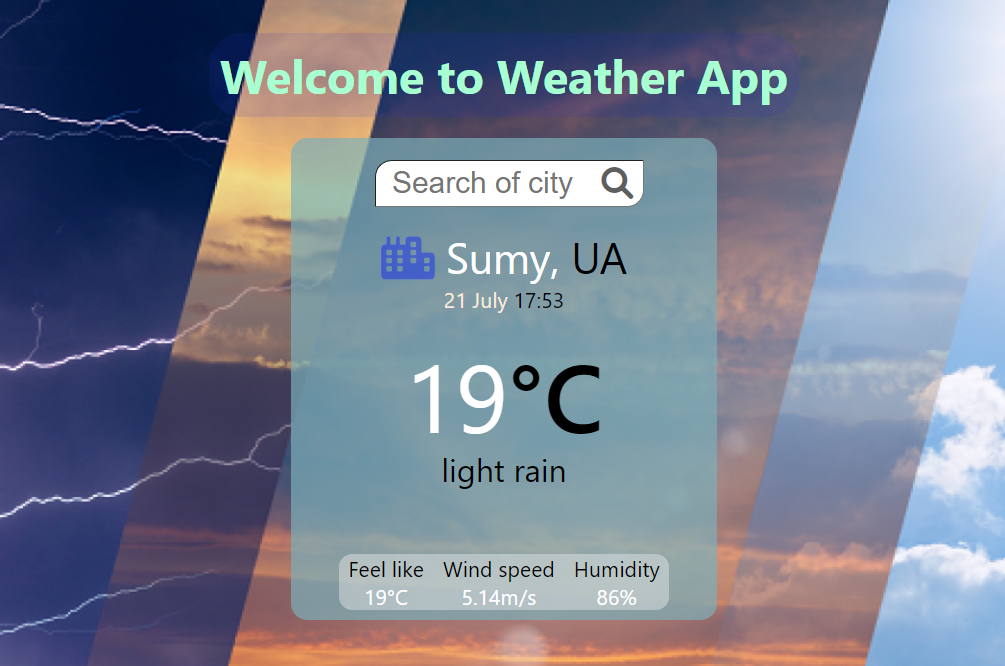 Welcome to Weather App
Search of city
Sumy, UA
21 July 17:53
19°C
light rain
Feel like Wind speed Humidity
19°C 5.14m/s 86%